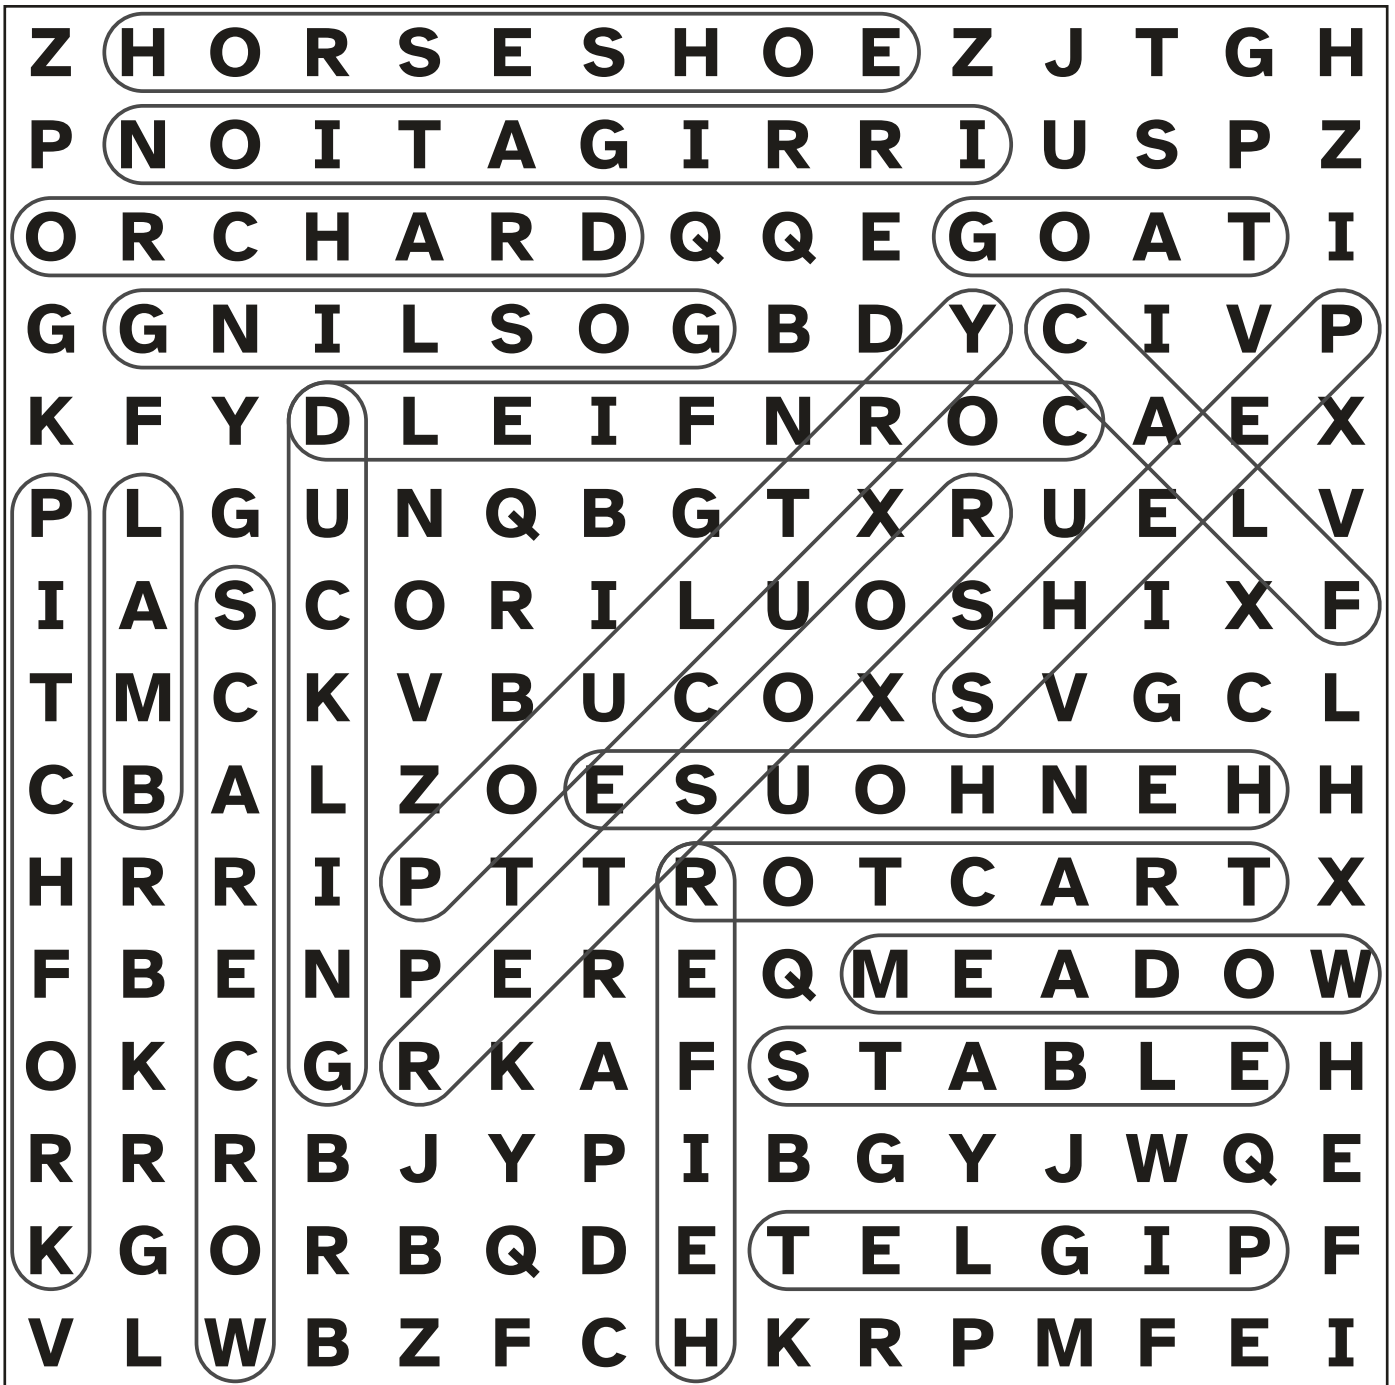 Z H O R S E S H O E Z J T G H
P N O I T A G I R R I U S P Z
O R C H A R D Q Q E G O A T I
G G N I L S O G B D Y C I V P
K F Y D L E I F N R O C A E X
P L G U N Q B G T X R U E L V
I A S C O R I L U O S H I X F
T M C K V B U C O X S V G C L
C B A L Z O E S U O H N E H H
H R R I P T T R O T C A R T X
F B E N P E R E Q M E A D O W
O K C G R K A F S T A B L E H
R R R B J Y P I B G Y J W Q E
K G O R B Q D E T E L G I P F
V L W B Z F C H K R P M F E I